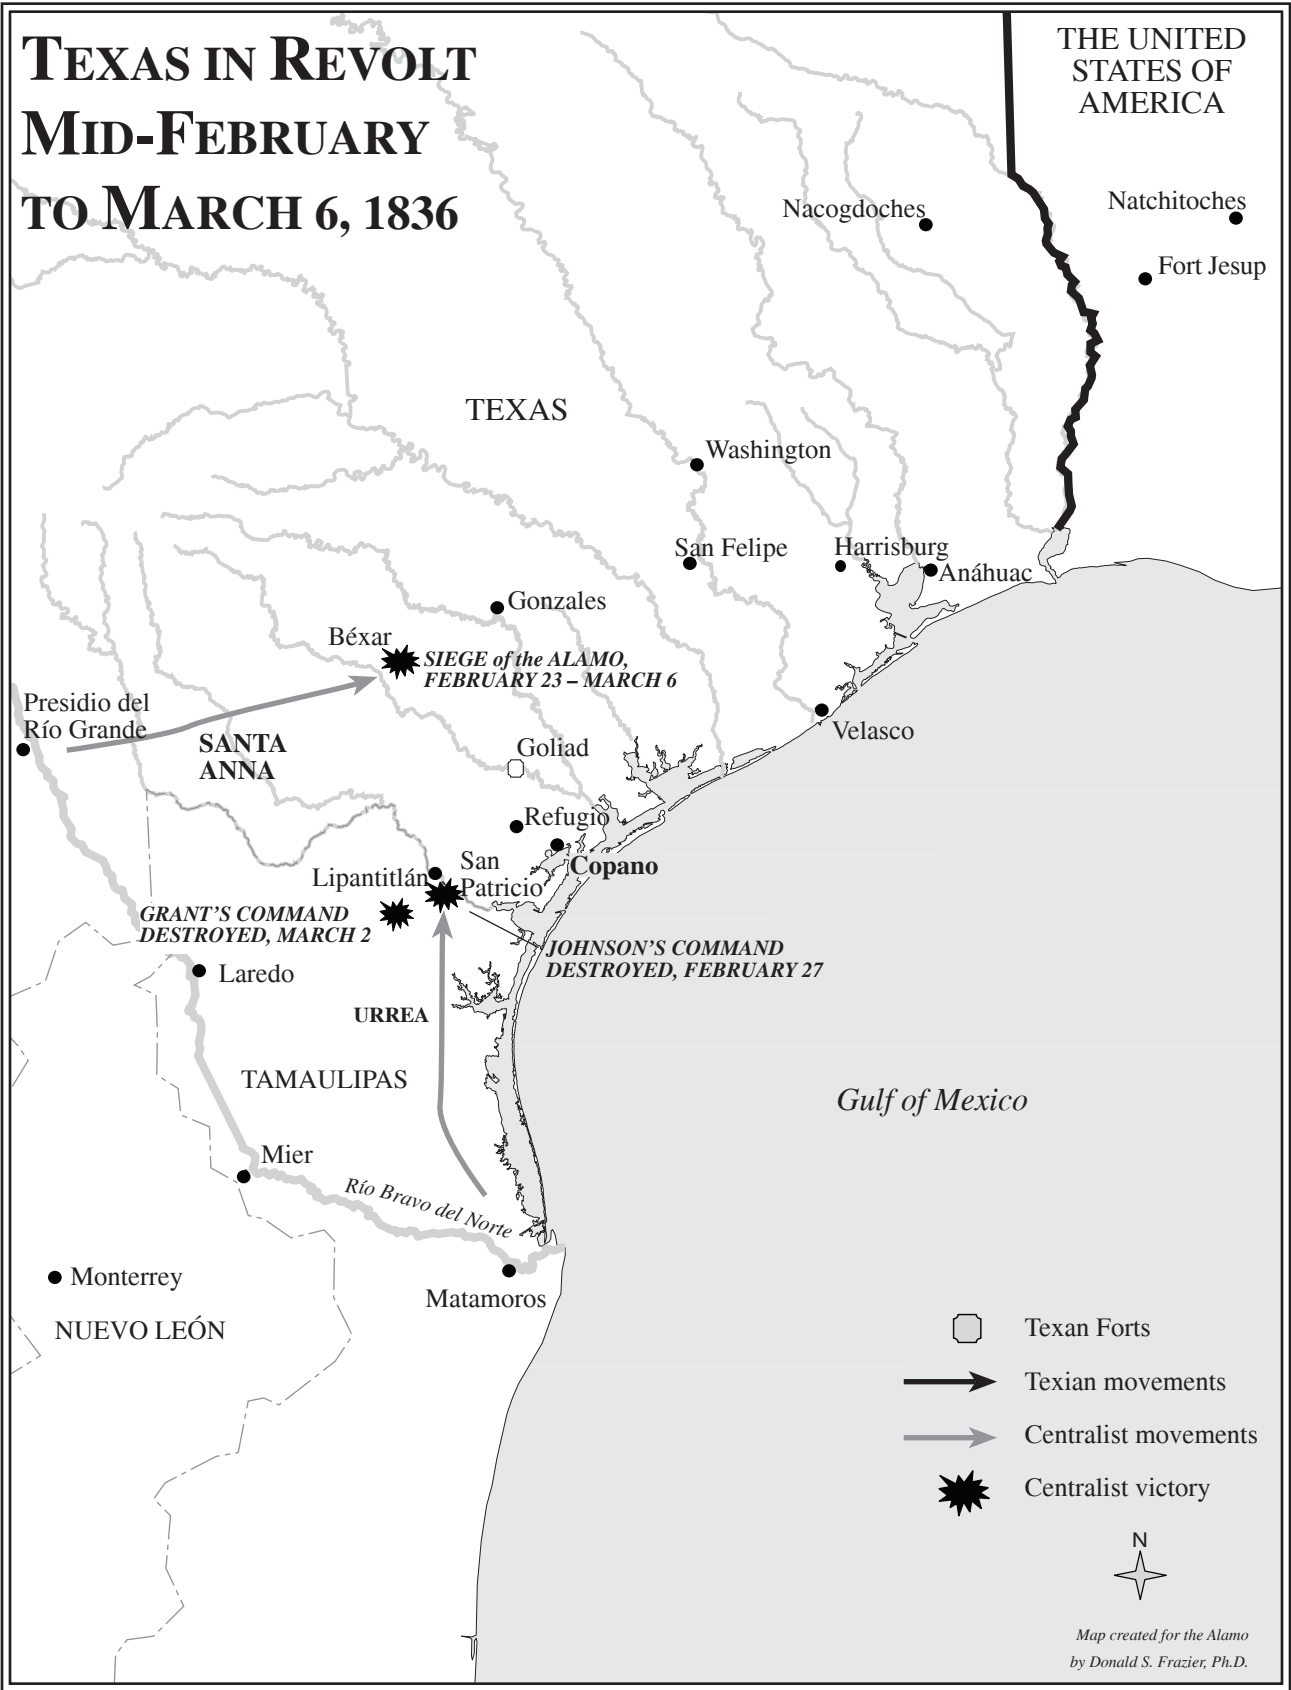 TEXAS IN REVOLT
MID-FEBRUARY
TO MARCH 6, 1836
THE UNITED
STATES OF
AMERICA
Nacogdoches
Natchitoches
Fort Jesup
TEXAS
Washington
San Felipe
Harrisburg
Anáhuac
Gonzales
Béxar
SIEGE of the ALAMO,
FEBRUARY 23 – MARCH 6
Presidio del
Río Grande
SANTA
ANNA
Velasco
Goliad
Refugio
Copano
San
Patricio
Lipantitlán
GRANT'S COMMAND
DESTROYED, MARCH 2
JOHNSON'S COMMAND
DESTROYED, FEBRUARY 27
Laredo
URREA
TAMAULIPAS
Gulf of Mexico
Mier
Río Bravo del Norte
Monterrey
Matamoros
NUEVO LEÓN
Texan Forts
Texian movements
Centralist movements
Centralist victory
N
Map created for the Alamo
by Donald S. Frazier, Ph.D.